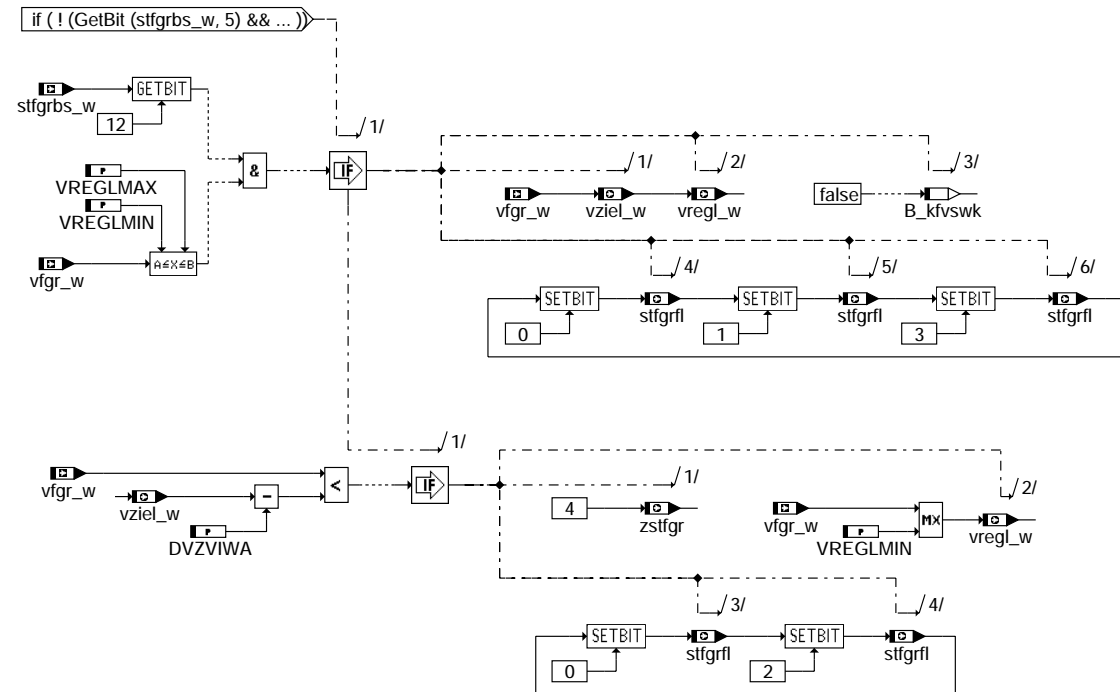 if ( ! (GetBit (stfgrbs_w, 5) && ... ))
/1/
GETBIT
stfgrbs_w
12
&
IF
/1/
/2/
/3/
VREGLMAX
P
VREGLMIN
P
vfgr_w
vziel_w
vregl_w
false
B_kfvswk
vfgr_w
A≤X≤B
/4/
/5/
/6/
SETBIT
stfgrfl
SETBIT
stfgrfl
SETBIT
stfgrfl
0
1
3
/1/
vfgr_w
vziel_w
-
<
IF
P
DVZVIWA
/1/
/2/
4
zstfgr
vfgr_w
P
VREGLMIN
MX
vregl_w
/3/
/4/
SETBIT
stfgrfl
SETBIT
stfgrfl
0
2